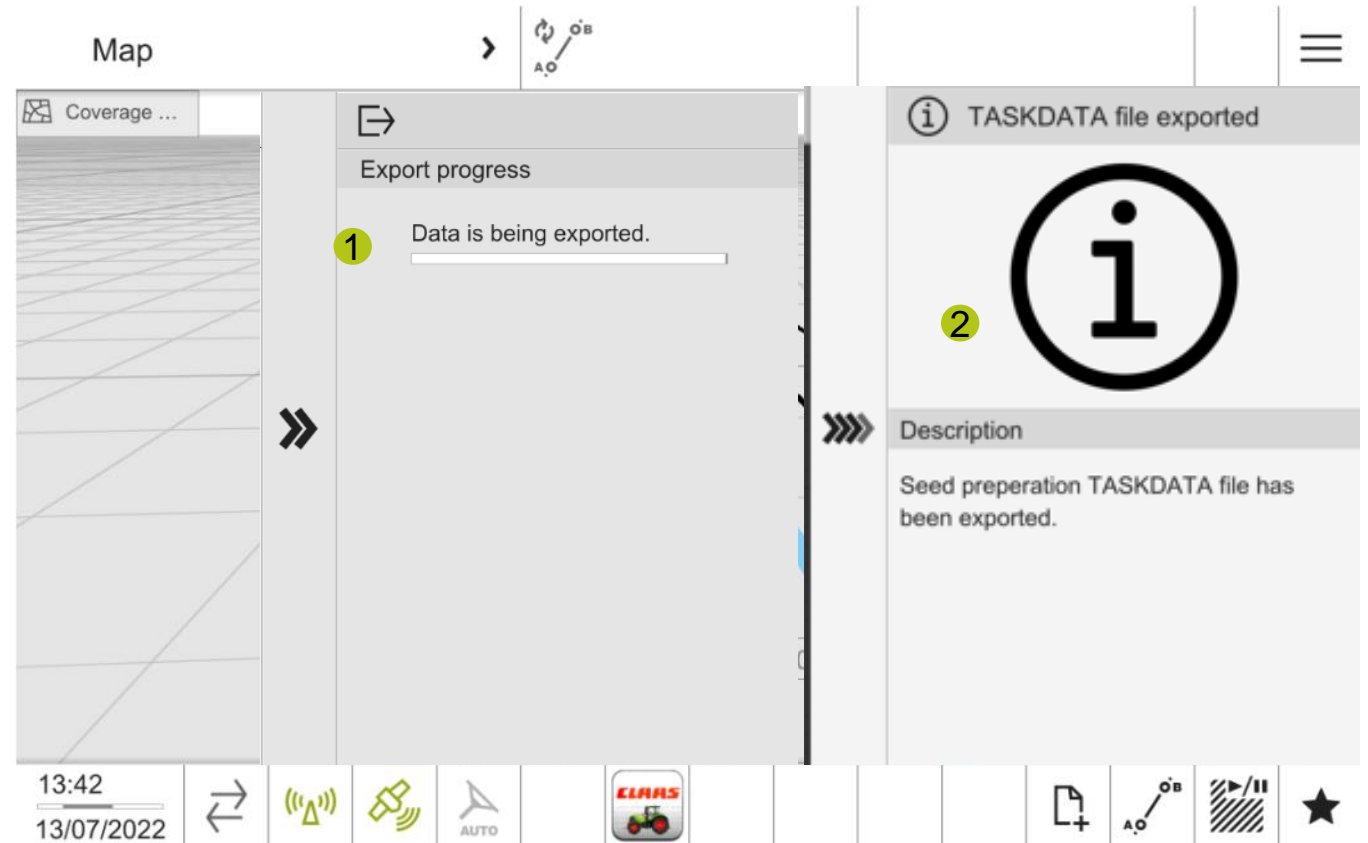 Map
A
B
Coverage ...
Export progress
1
Data is being exported.
TASKDATA file exported
2
Description
Seed preperation TASKDATA file has
been exported.
13:42
13/07/2022
AUTO
CLAAS
A
B